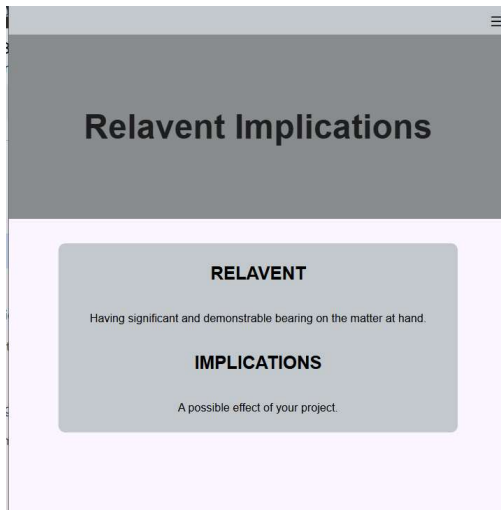 Relavent Implications
RELAVENT
Having significant and demonstrable bearing on the matter at hand.
IMPLICATIONS
A possible effect of your project.